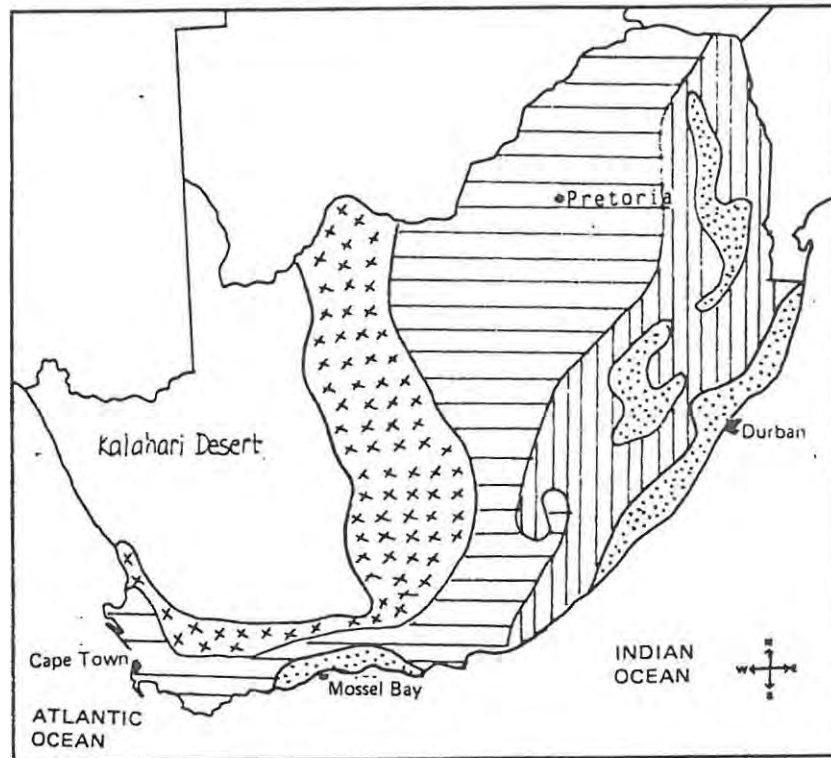 Pretoria
Kalahari Desert
Durban
Cape Town
Mossel Bay
INDIAN
OCEAN
N
W E
S
ATLANTIC
OCEAN